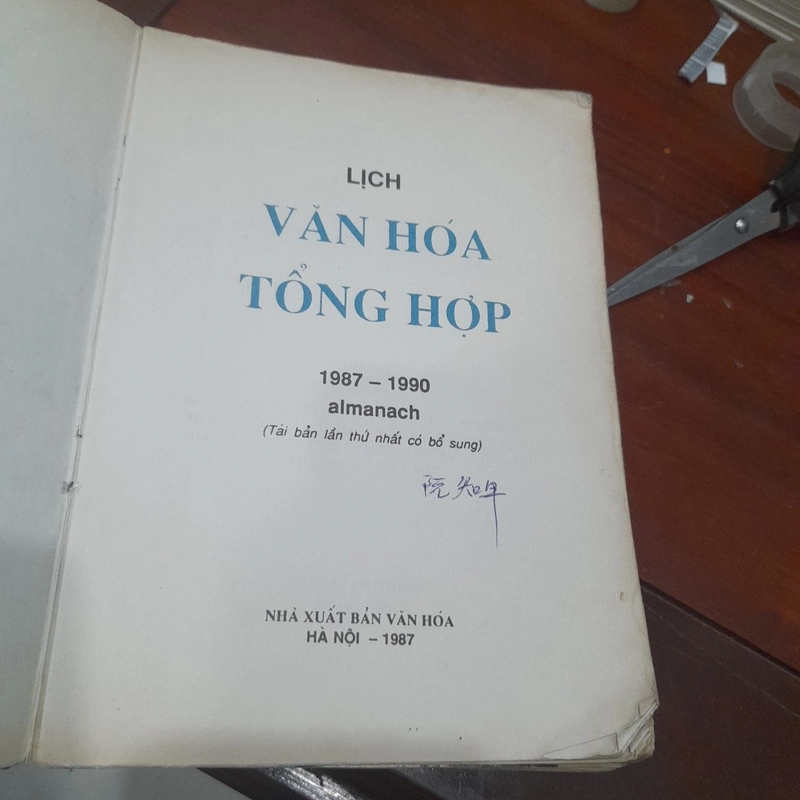 LỊCH
VĂN HÓA
TỔNG HỢP
1987 – 1990
almanach
(Tái bản lần thứ nhất có bổ sung)
NHÀ XUẤT BẢN VĂN HÓA
HÀ NỘI – 1987